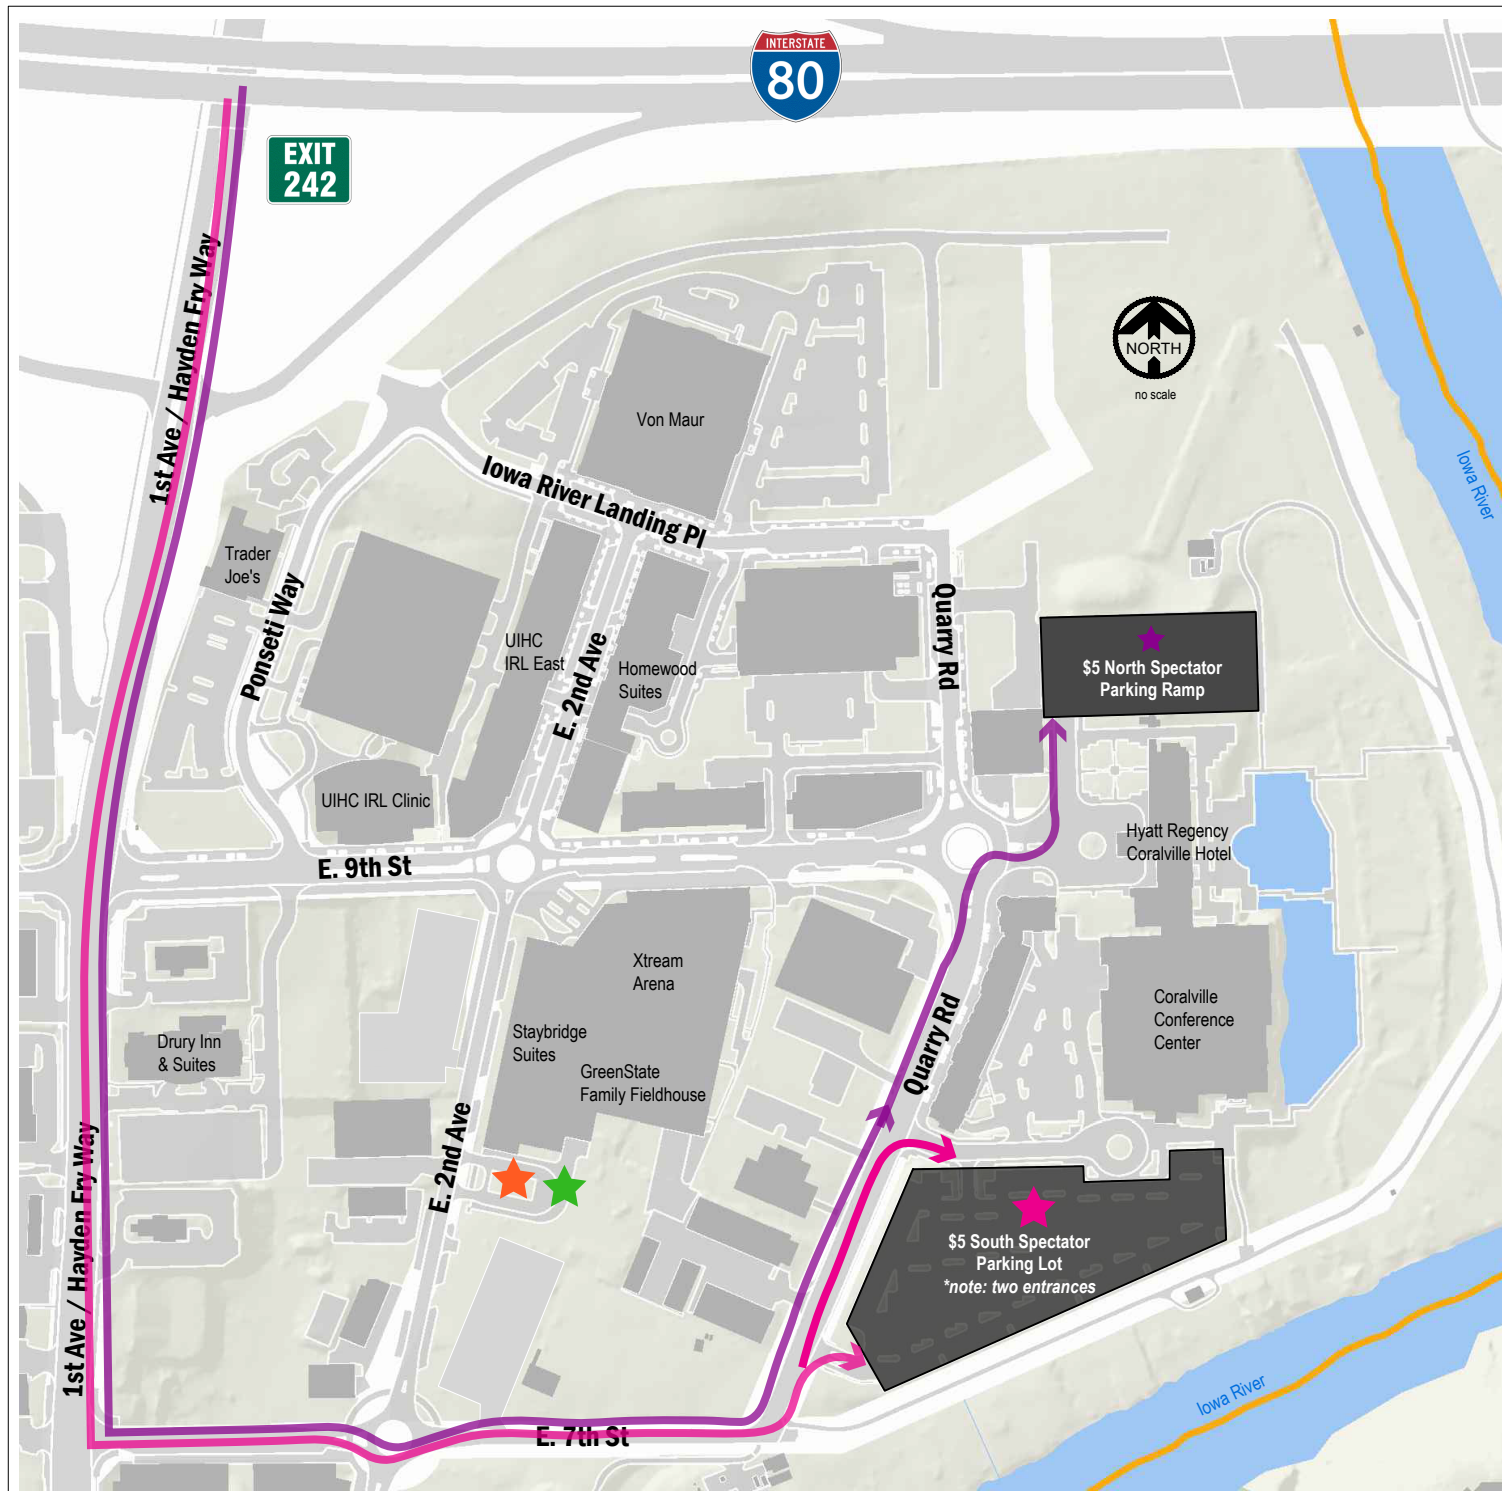 INTERSTATE
80
EXIT
242
1st Ave / Hayden Fry Way
NORTH
no scale
Von Maur
Iowa River Landing Pl
Iowa River
Trader
Joe's
Ponseti Way
UIHC
IRL East
E. 2nd Ave
Homewood
Suites
Quarry Rd
$5 North Spectator
Parking Ramp
UIHC IRL Clinic
Hyatt Regency
Coralville Hotel
E. 9th St
Xtream
Arena
Staybridge
Suites
GreenState
Family Fieldhouse
Drury Inn
& Suites
Coralville
Conference
Center
Quarry Rd
E. 2nd Ave
1st Ave / Hayden Fry Way
$5 South Spectator
Parking Lot
*note: two entrances
Iowa River
E. 7th St